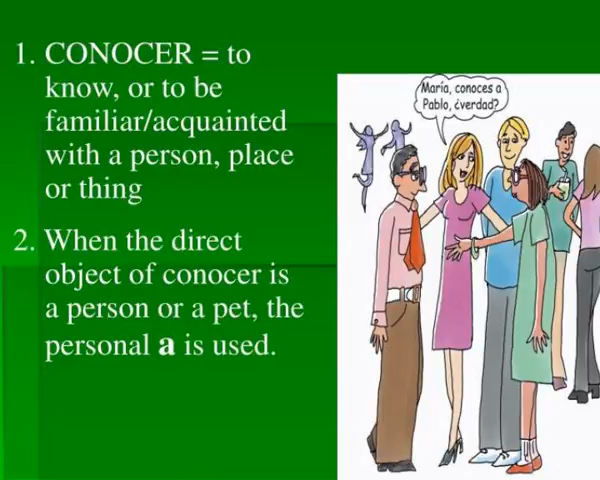 1. CONOCER = to
know, or to be
familiar/acquainted
with a person, place
or thing
2. When the direct
object of conocer is
a person or a pet, the
personal a is used.
María, conoces a
Pablo, ¿verdad?